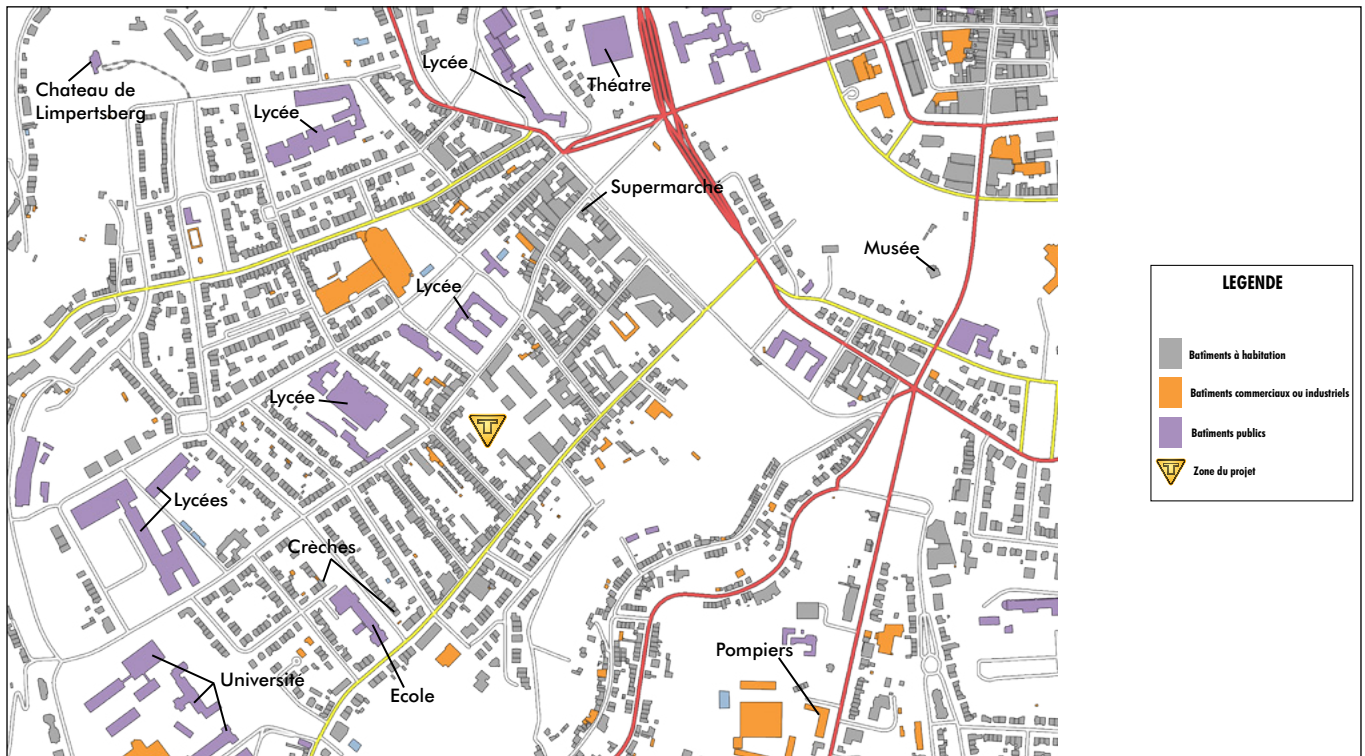 Chateau de
Limpertsberg
Lycée
Lycée
Théatre
Supermarché
Musée
Lycée
Lycée
Lycées
Crèches
Ecole
Université
Pompiers
LEGENDE
Batiments à habitation
Batiments commerciaux ou industriels
Batiments publics
T
Zone du projet
T